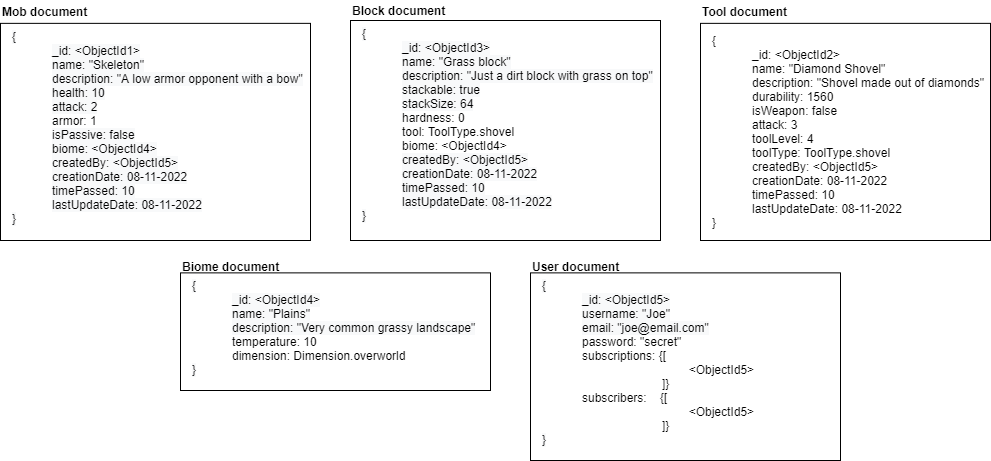 Mob document
{
_id: <ObjectId1>
name: "Skeleton"
description: "A low armor opponent with a bow"
health: 10
attack: 2
armor: 1
isPassive: false
biome: <ObjectId4>
createdBy: <ObjectId5>
creationDate: 08-11-2022
timePassed: 10
lastUpdateDate: 08-11-2022
}
Block document
{
_id: <ObjectId3>
name: "Grass block"
description: "Just a dirt block with grass on top"
stackable: true
stackSize: 64
hardness: 0
tool: ToolType.shovel
biome: <ObjectId4>
createdBy: <ObjectId5>
creationDate: 08-11-2022
timePassed: 10
lastUpdateDate: 08-11-2022
}
Tool document
{
_id: <ObjectId2>
name: "Diamond Shovel"
description: "Shovel made out of diamonds"
durability: 1560
isWeapon: false
attack: 3
toolLevel: 4
toolType: ToolType.shovel
createdBy: <ObjectId5>
creationDate: 08-11-2022
timePassed: 10
lastUpdateDate: 08-11-2022
}
Biome document
{
_id: <ObjectId4>
name: "Plains"
description: "Very common grassy landscape"
temperature: 10
dimension: Dimension.overworld
}
User document
{
_id: <ObjectId5>
username: "Joe"
email: "joe@email.com"
password: "secret"
subscriptions: {[
<ObjectId5>
]}
subscribers: {[
<ObjectId5>
]}
}